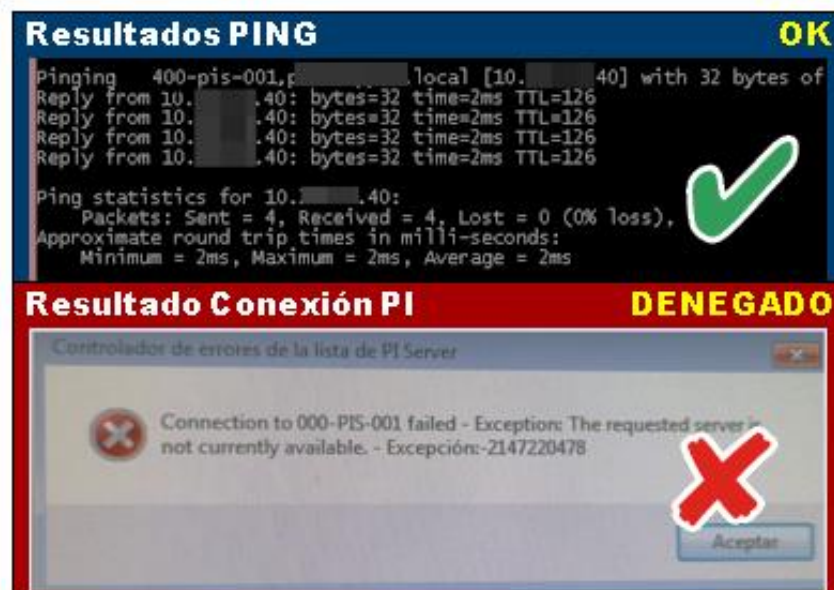 Resultados PING OK
Pinging 400-pis-001.p .local [10. 40] with 32 bytes of
Reply from 10. .40: bytes=32 time=2ms TTL=126
Reply from 10. .40: bytes=32 time=2ms TTL=126
Reply from 10. .40: bytes=32 time=2ms TTL=126
Reply from 10. .40: bytes=32 time=2ms TTL=126
Ping statistics for 10. .40:
Packets: Sent = 4, Received = 4, Lost = 0 (0% loss),
Approximate round trip times in milli-seconds:
Minimum = 2ms, Maximum = 2ms, Average = 2ms
Resultado Conexión PI DENEGADO
Controlador de errores de la lista de PI Server
Connection to 000-PIS-001 failed - Exception: The requested server is
not currently available. - Excepción:-2147220478
Aceptar